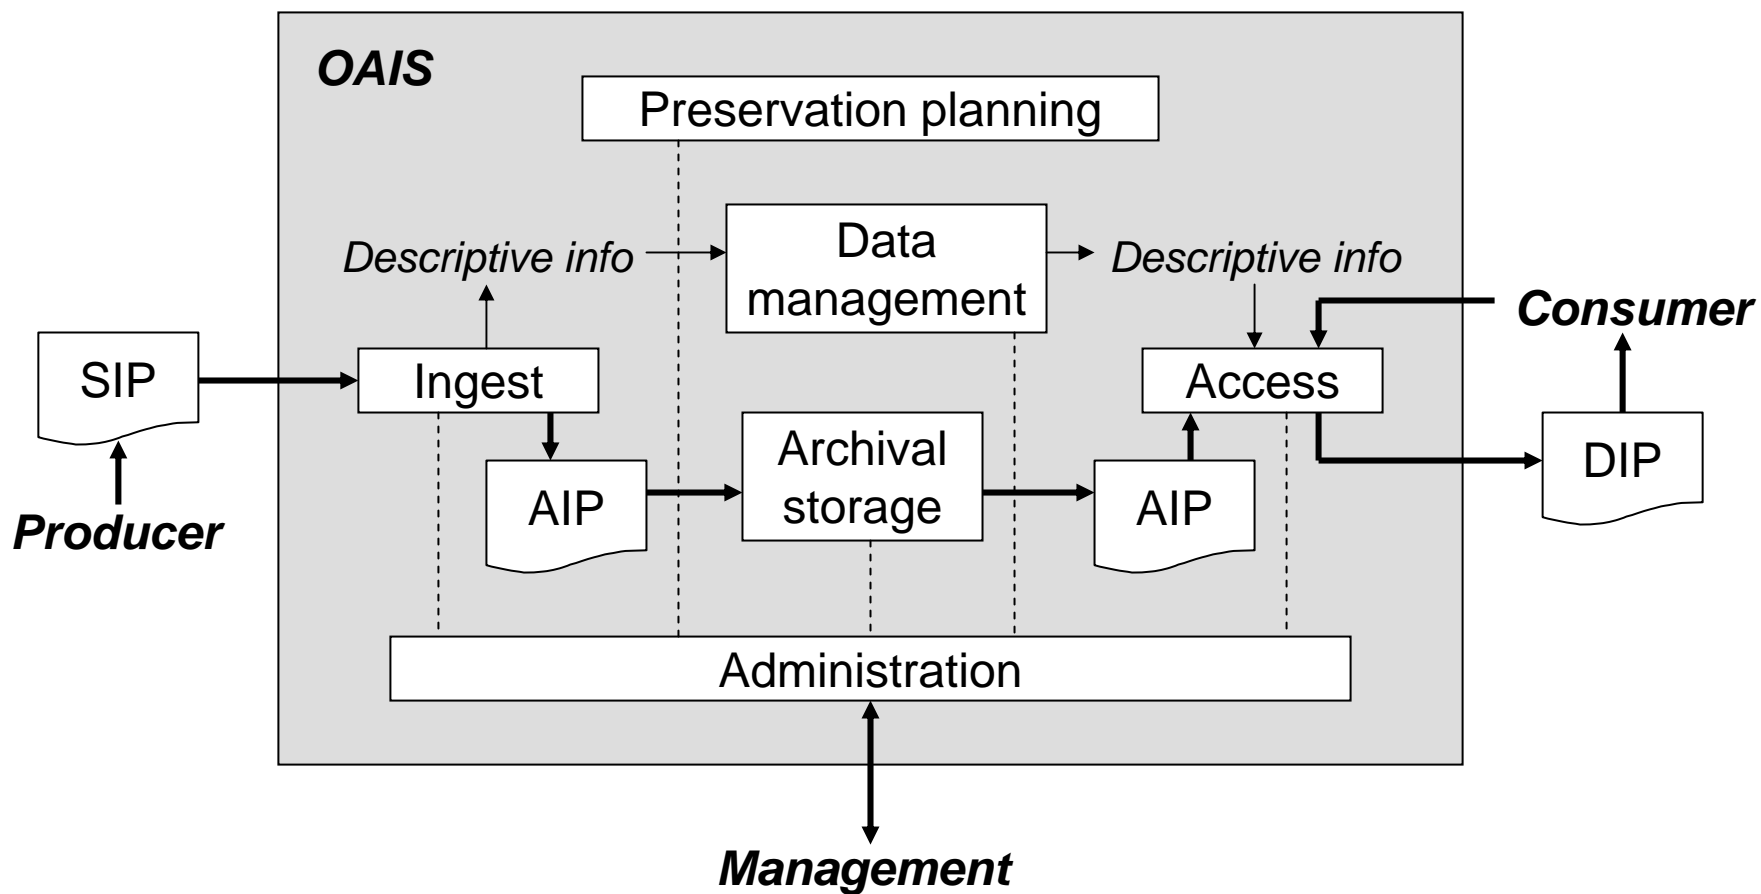 OAIS
Preservation planning
Descriptive info
Data
management
Descriptive info
Consumer
SIP
Ingest
Access
Archival
storage
DIP
AIP
AIP
Producer
Administration
Management